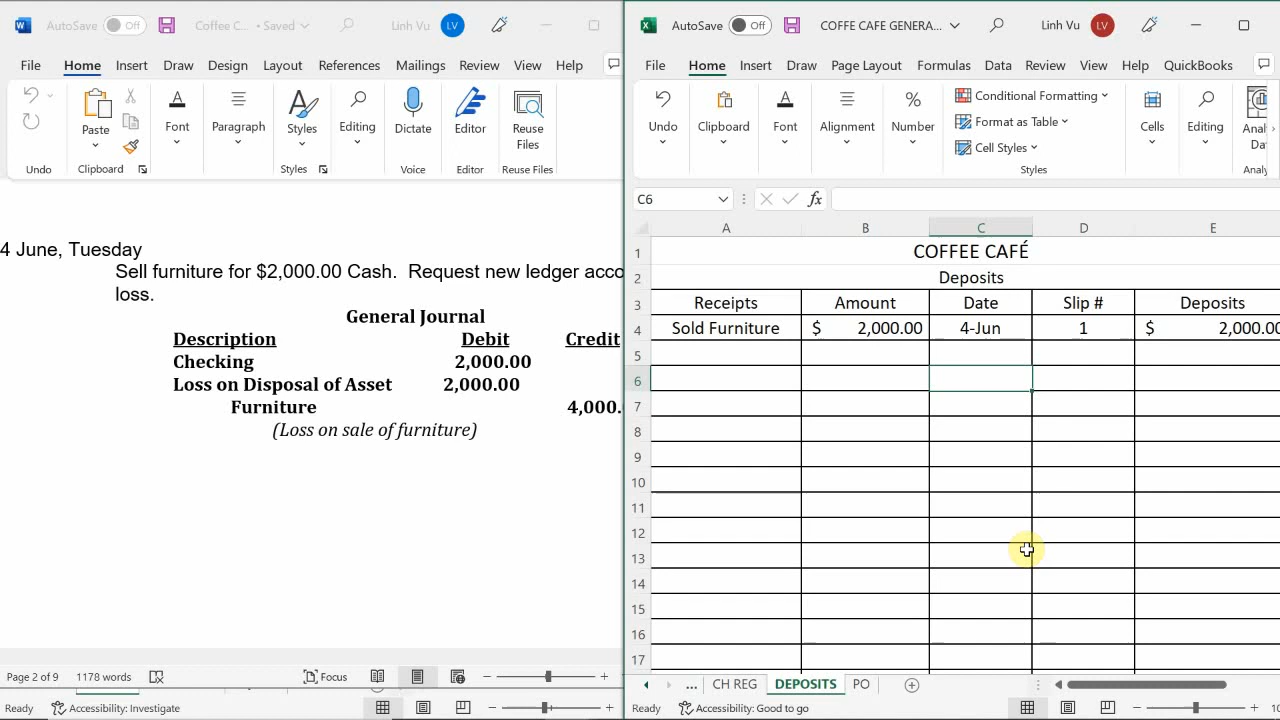 AutoSave Off Coffee C... • Saved Linh Vu LV
File Home Insert Draw Design Layout References Mailings Review View Help
Paste Font Paragraph Styles Editing Dictate Editor Reuse Files
Undo Clipboard Styles Voice Editor Reuse Files
4 June, Tuesday
Sell furniture for $2,000.00 Cash. Request new ledger acco
loss.
General Journal
Description Debit Credit
Checking 2,000.00
Loss on Disposal of Asset 2,000.00
Furniture 4,000.
(Loss on sale of furniture)
Page 2 of 9 1178 words Focus
Ready Accessibility: Investigate
AutoSave Off COFFE CAFE GENERA... Linh Vu LV
File Home Insert Draw Page Layout Formulas Data Review View Help QuickBooks
Undo Clipboard Font Alignment Number Conditional Formatting Format as Table Cell Styles Cells Editing
Styles
C6 fx
A B C D E
1 COFFEE CAFÉ
2 Deposits
3 Receipts Amount Date Slip # Deposits
4 Sold Furniture $ 2,000.00 4-Jun 1 $ 2,000.00
5
6
7
8
9
10
11
12
13
14
15
16
17
... CH REG DEPOSITS PO
Ready Accessibility: Good to go